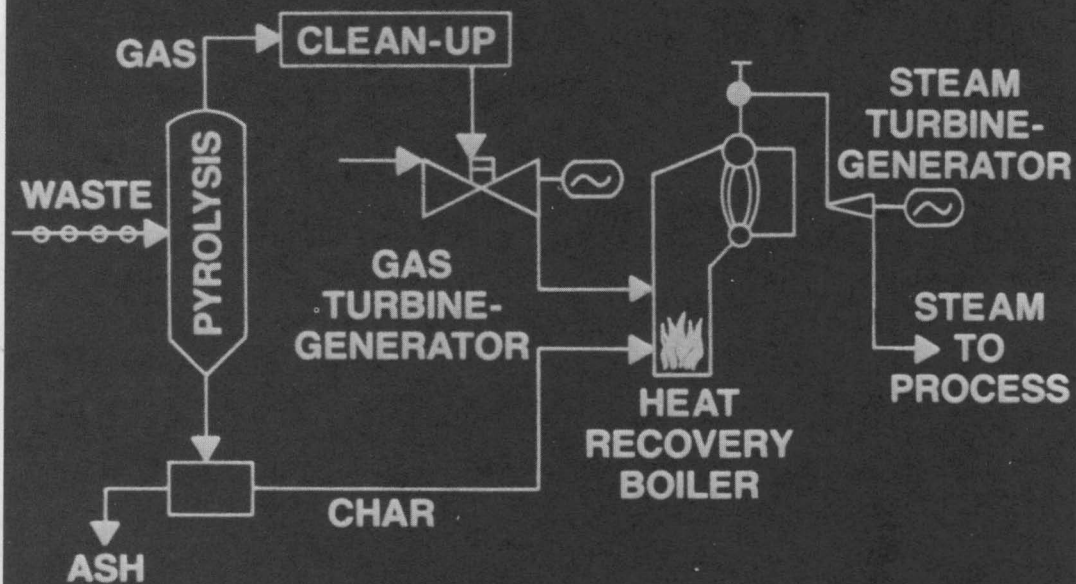 GAS
CLEAN-UP
WASTE
PYROLYSIS
GAS
TURBINE-
GENERATOR
STEAM
TURBINE-
GENERATOR
STEAM
TO
PROCESS
HEAT
RECOVERY
BOILER
CHAR
ASH